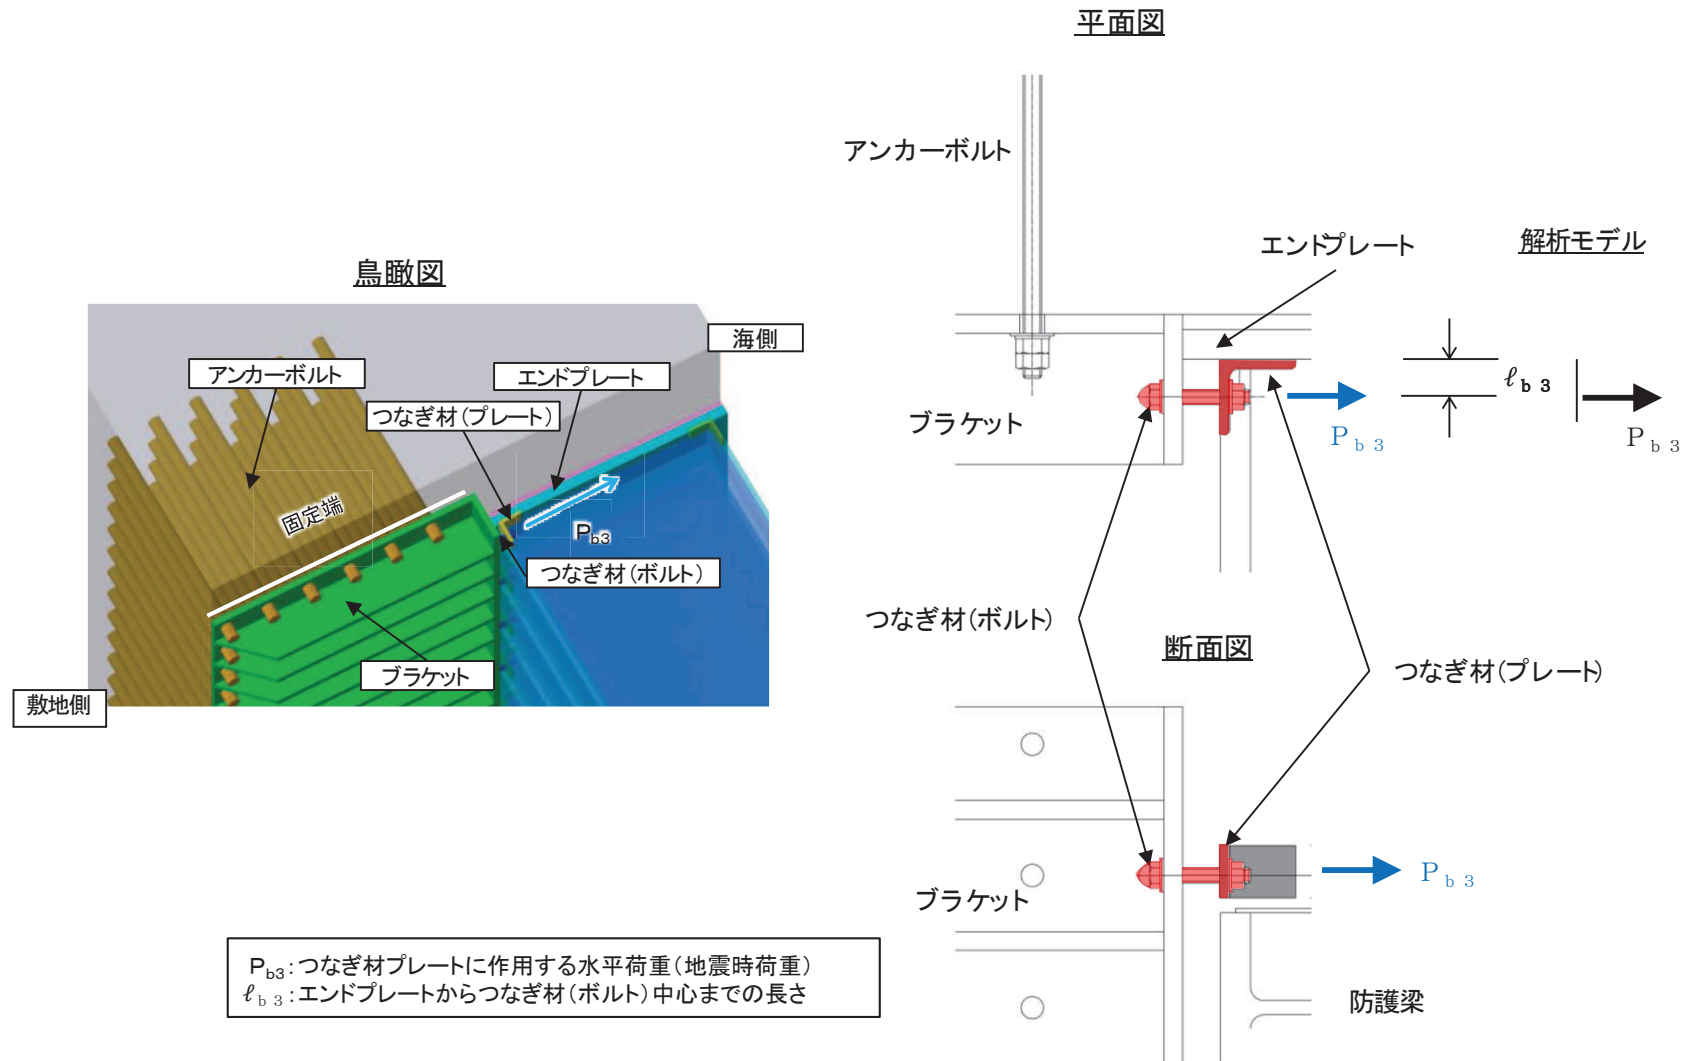 平面図
アンカーボルト
エンドプレート
解析モデル
ℓb3
Pb3
Pb3
ブラケット
つなぎ材(ボルト)
断面図
つなぎ材(プレート)
ブラケット
Pb3
防護梁
鳥瞰図
海側
アンカーボルト
エンドプレート
つなぎ材(プレート)
固定端
Pb3
つなぎ材(ボルト)
ブラケット
敷地側
Pb3:つなぎ材プレートに作用する水平荷重(地震時荷重)
ℓb3:エンドプレートからつなぎ材(ボルト)中心までの長さ